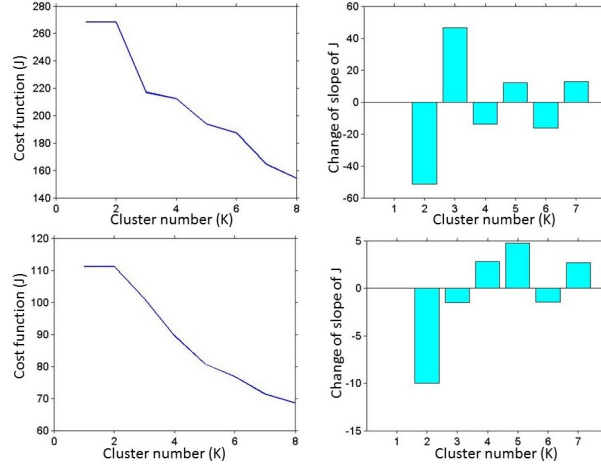 280
260
240
220
200
180
160
140
0 2 4 6 8
Cost function (J)
Cluster number (K)
60
40
20
0
-20
-40
-60
1 2 3 4 5 6 7
Change of slope of J
Cluster number (K)
120
110
100
90
80
70
60
0 2 4 6 8
Cost function (J)
Cluster number (K)
5
0
-5
-10
-15
1 2 3 4 5 6 7
Change of slope of J
Cluster number (K)